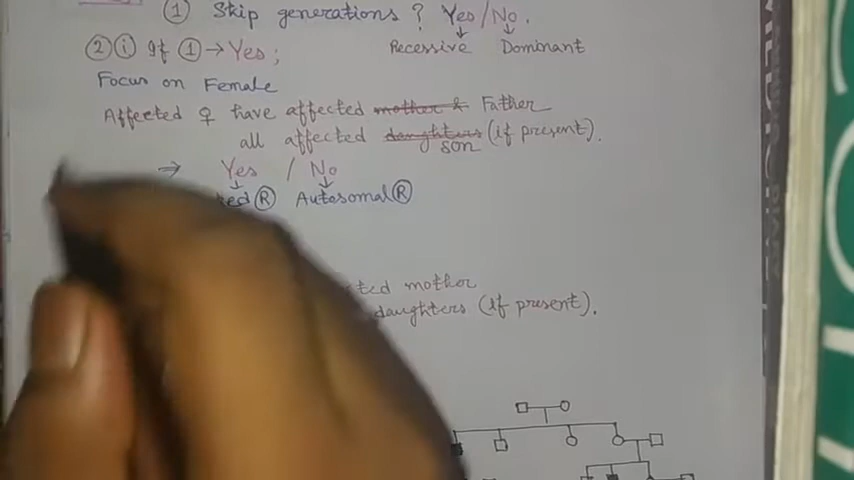 ① Skip generations ? Yes / No.
Recessive Dominant
② ⓘ If ① → Yes ;
Focus on Female
Affected ♀ have affected mother & Father
all affected daughters (if present).
son
⇒ Yes / No
Ⓡ Autosomal Ⓡ
mother
daughters (if present).